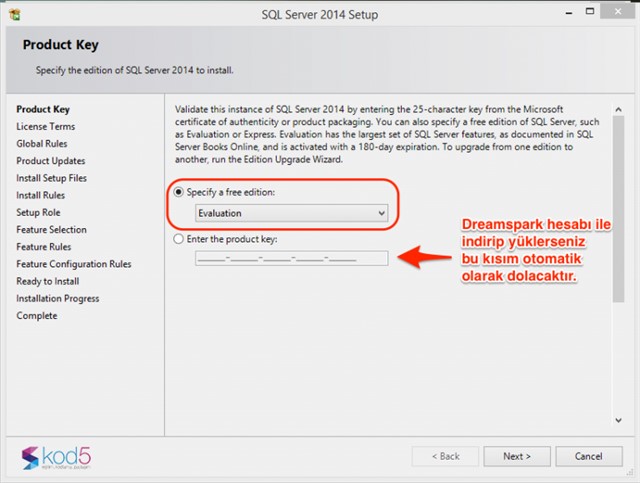 SQL Server 2014 Setup
Product Key
Specify the edition of SQL Server 2014 to install.
Product Key
License Terms
Global Rules
Product Updates
Install Setup Files
Install Rules
Setup Role
Feature Selection
Feature Rules
Feature Configuration Rules
Ready to Install
Installation Progress
Complete
Validate this instance of SQL Server 2014 by entering the 25-character key from the Microsoft
certificate of authenticity or product packaging. You can also specify a free edition of SQL Server, such
as Evaluation or Express. Evaluation has the largest set of SQL Server features, as documented in SQL
Server Books Online, and is activated with a 180-day expiration. To upgrade from one edition to
another, run the Edition Upgrade Wizard.
Specify a free edition:
Evaluation
Enter the product key:
_____-_____-_____-_____-_____
Dreamspark hesabı ile
indirip yüklerseniz
bu kısım otomatik
olarak dolacaktır.
kod5
< Back
Next >
Cancel